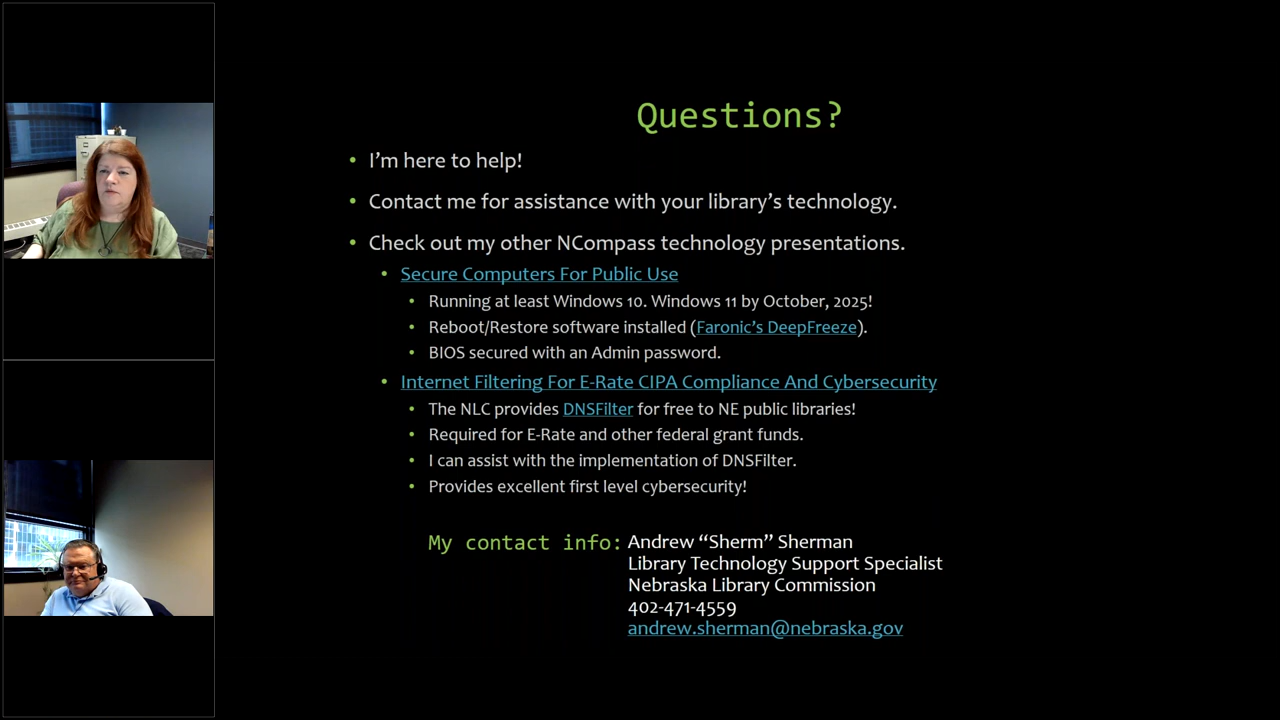 Questions?
I’m here to help!
Contact me for assistance with your library’s technology.
Check out my other NCompass technology presentations.
Secure Computers For Public Use
Running at least Windows 10. Windows 11 by October, 2025!
Reboot/Restore software installed (Faronic’s DeepFreeze).
BIOS secured with an Admin password.
Internet Filtering For E-Rate CIPA Compliance And Cybersecurity
The NLC provides DNSFilter for free to NE public libraries!
Required for E-Rate and other federal grant funds.
I can assist with the implementation of DNSFilter.
Provides excellent first level cybersecurity!
My contact info: Andrew “Sherm” Sherman
Library Technology Support Specialist
Nebraska Library Commission
402-471-4559
andrew.sherman@nebraska.gov